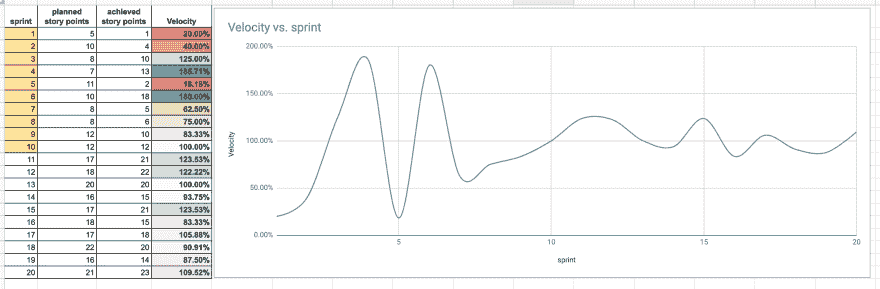 sprint planned story points achieved story points Velocity
1 5 1 20.00%
2 10 4 40.00%
3 8 10 125.00%
4 7 13 185.71%
5 11 2 18.18%
6 10 18 180.00%
7 8 5 62.50%
8 8 6 75.00%
9 12 10 83.33%
10 12 12 100.00%
11 17 21 123.53%
12 18 22 122.22%
13 20 20 100.00%
14 16 15 93.75%
15 17 21 123.53%
16 18 15 83.33%
17 17 18 105.88%
18 22 20 90.91%
19 16 14 87.50%
20 21 23 109.52%
Velocity vs. sprint
200.00%
150.00%
100.00%
50.00%
0.00%
Velocity
5 10 15 20
sprint